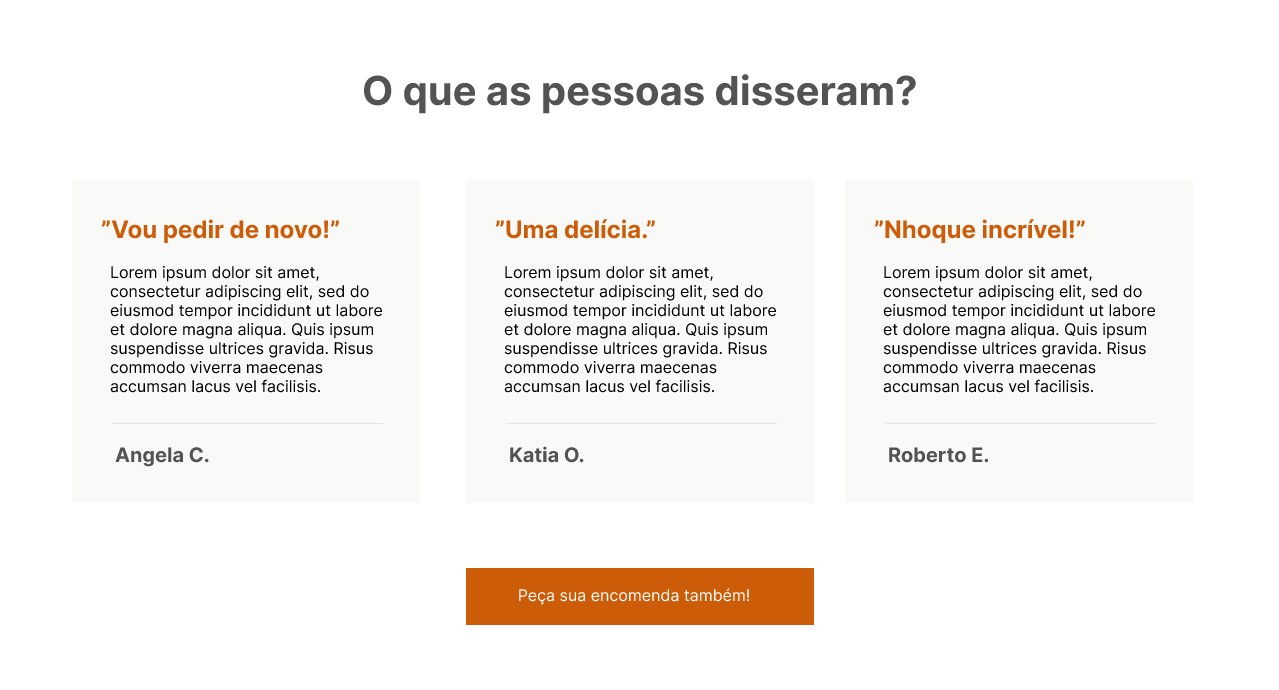 O que as pessoas disseram?
”Vou pedir de novo!”
Lorem ipsum dolor sit amet,
consectetur adipiscing elit, sed do
eiusmod tempor incididunt ut labore
et dolore magna aliqua. Quis ipsum
suspendisse ultrices gravida. Risus
commodo viverra maecenas
accumsan lacus vel facilisis.
Angela C.
”Uma delícia.”
Lorem ipsum dolor sit amet,
consectetur adipiscing elit, sed do
eiusmod tempor incididunt ut labore
et dolore magna aliqua. Quis ipsum
suspendisse ultrices gravida. Risus
commodo viverra maecenas
accumsan lacus vel facilisis.
Katia O.
”Nhoque incrível!”
Lorem ipsum dolor sit amet,
consectetur adipiscing elit, sed do
eiusmod tempor incididunt ut labore
et dolore magna aliqua. Quis ipsum
suspendisse ultrices gravida. Risus
commodo viverra maecenas
accumsan lacus vel facilisis.
Roberto E.
Peça sua encomenda também!